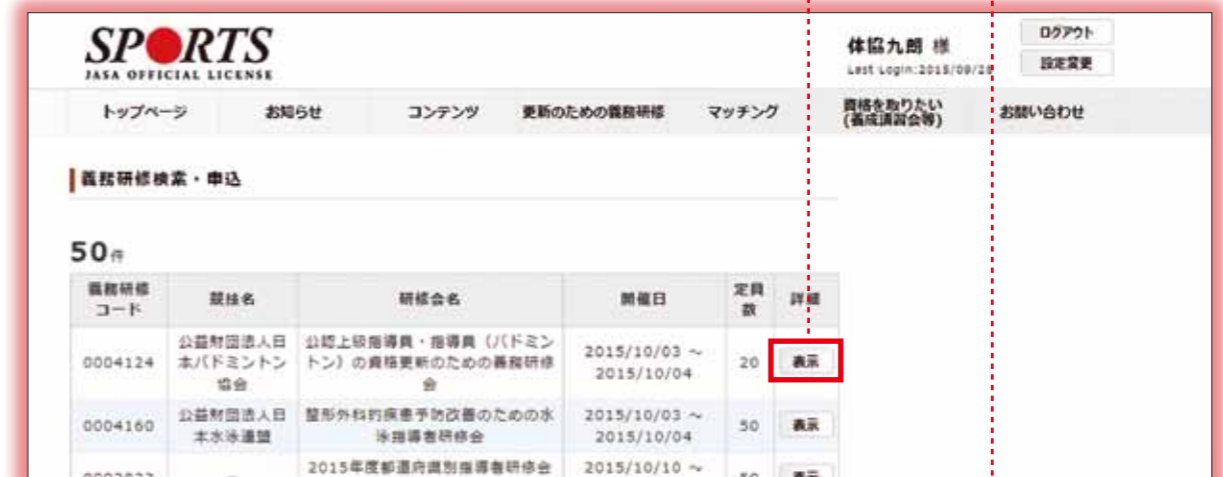 SPORTS
JASA OFFICIAL LICENSE
体協九朗 様
Last Login:2015/09/28
ログアウト
設定変更
トップページ
お知らせ
コンテンツ
更新のための義務研修
マッチング
資格を取りたい
(養成講習会等)
お問い合わせ
義務研修検索・申込
50件
義務研修
コード
競技名
研修会名
開催日
定員
数
詳細
0004124
公益財団法人日
本バドミントン
協会
公認上級指導員・指導員（バドミン
トン）の資格更新のための義務研修
会
2015/10/03 ～
2015/10/04
20
表示
0004160
公益財団法人日
本水泳連盟
整形外科的疾患予防改善のための水
泳指導者研修会
2015/10/03 ～
2015/10/04
50
表示
2015年度都道府県別指導者研修会
2015/10/10 ～
50
表示